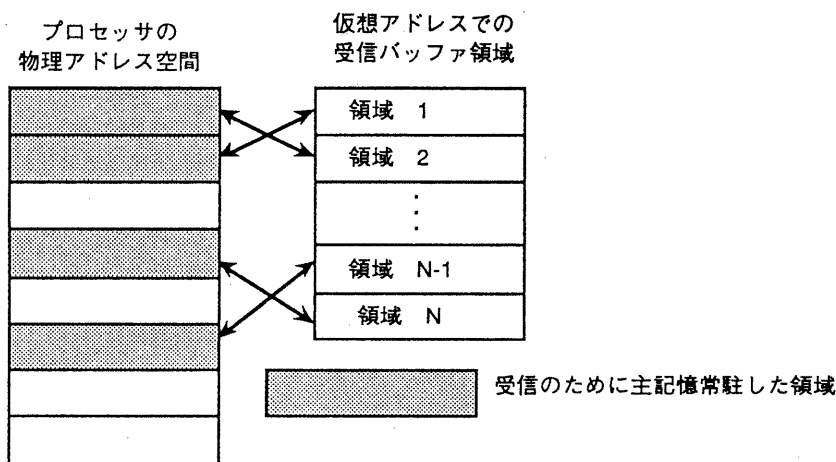 プロセッサの
物理アドレス空間
仮想アドレスでの
受信バッファ領域
領域 1
領域 2
⋮
領域 N-1
領域 N
受信のために主記憶常駐した領域